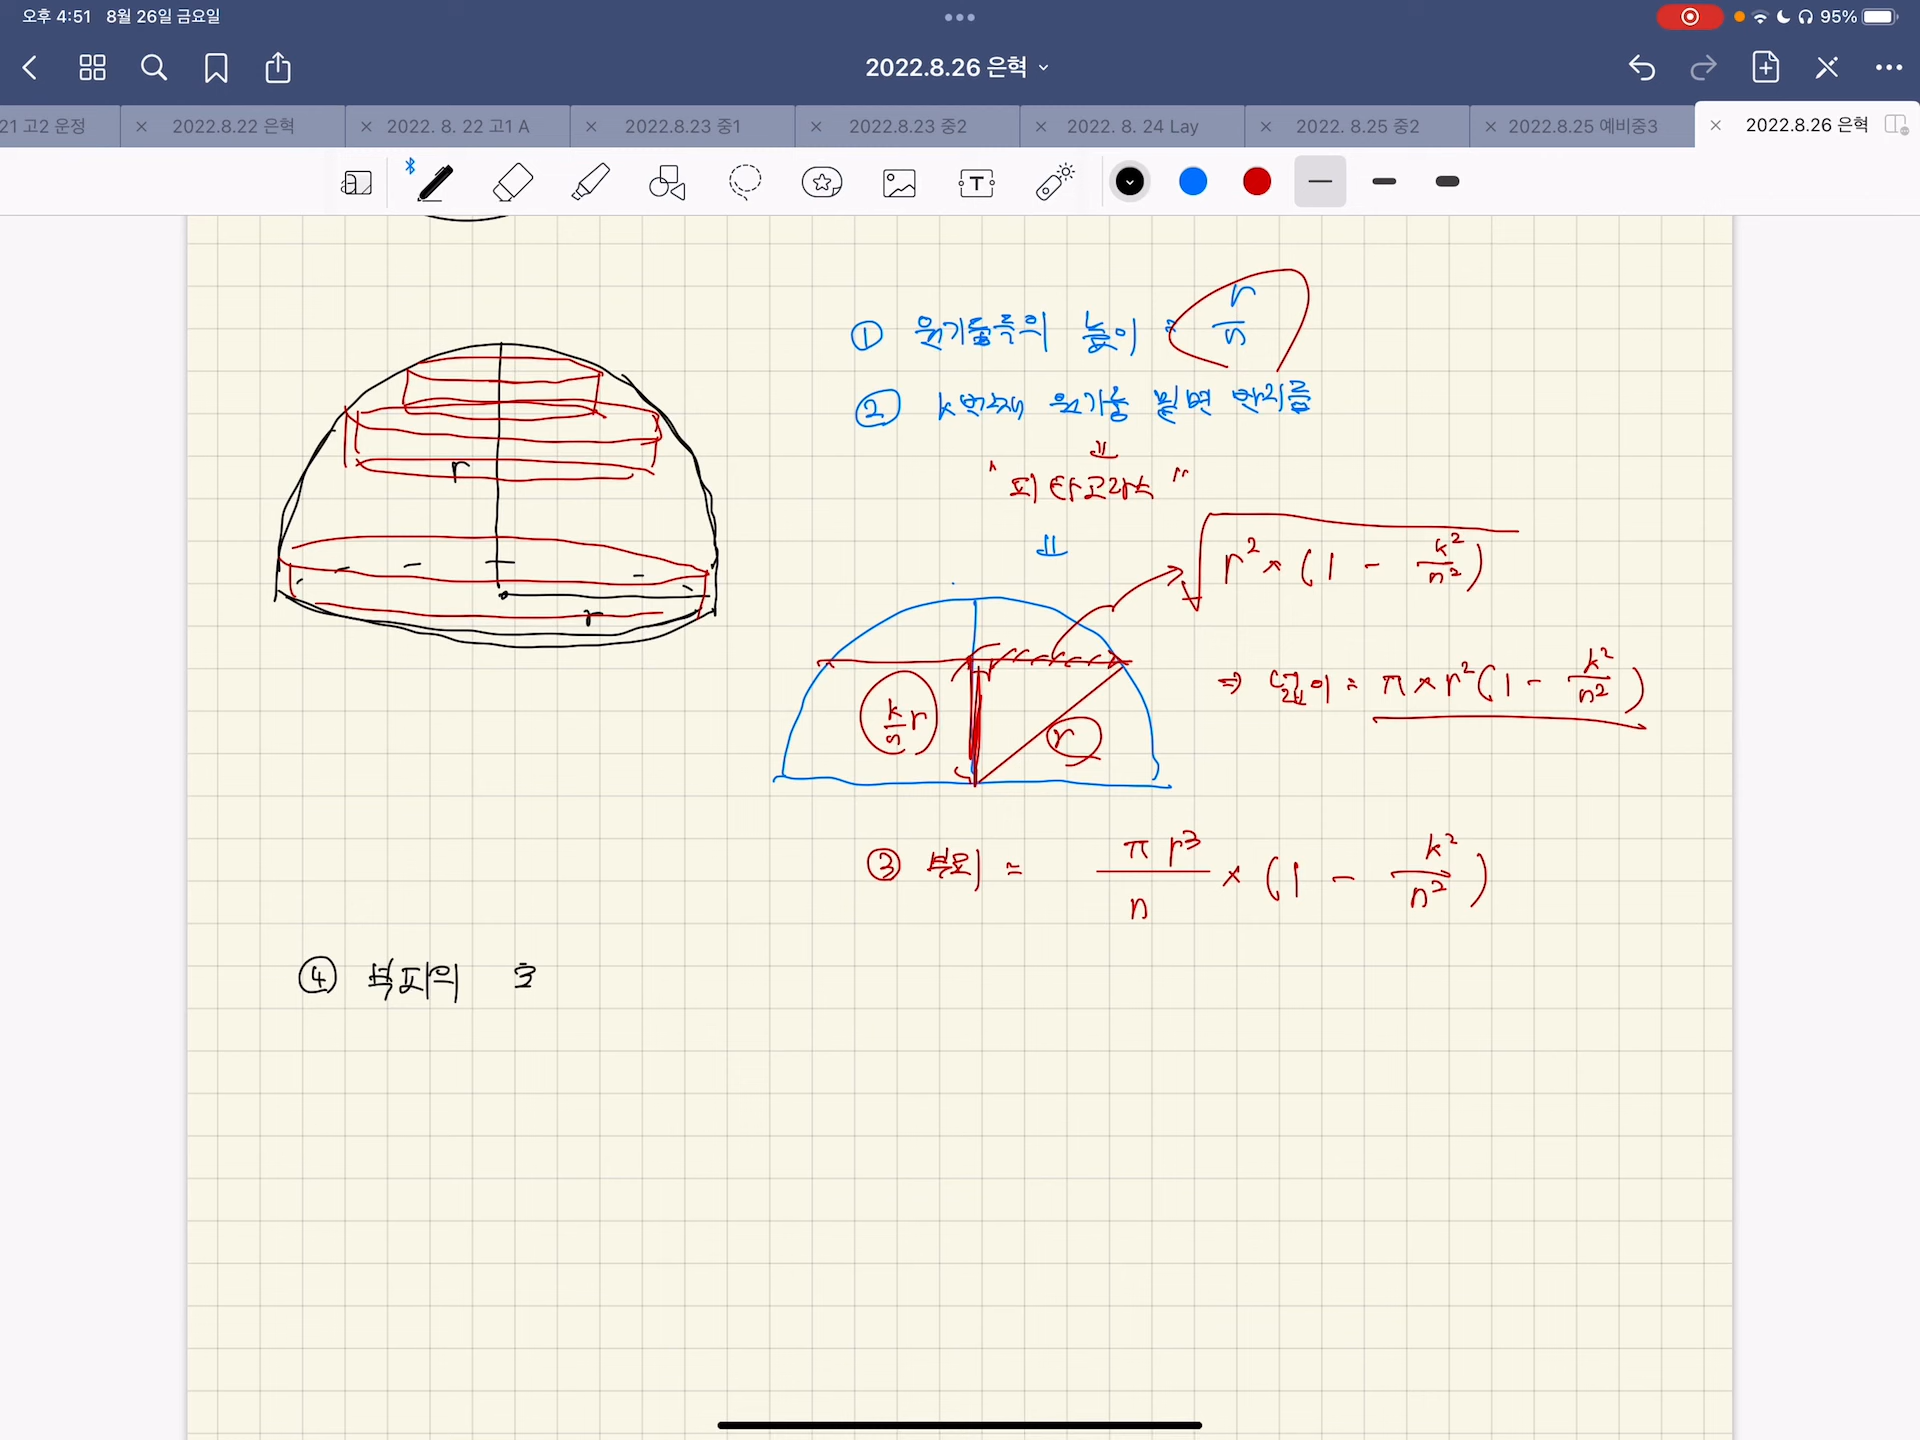 오후 4:51 8월 26일 금요일
95%
2022.8.26 은혁
21 고2 운정
2022.8.22 은혁
2022. 8. 22 고1 A
2022.8.23 중1
2022.8.23 중2
2022. 8. 24 Lay
2022. 8.25 중2
2022.8.25 예비중3
2022.8.26 은혁
① 원기둥들의 높이 : r/n
② k번째 원기둥 밑면 반지름
"피타고라스"
√(r² × (1 - k²/n²))
r
r
k/n r
r
⇒ 넓이 = π × r² (1 - k²/n²)
③ 부피 = πr³/n × (1 - k²/n²)
④ 부피의